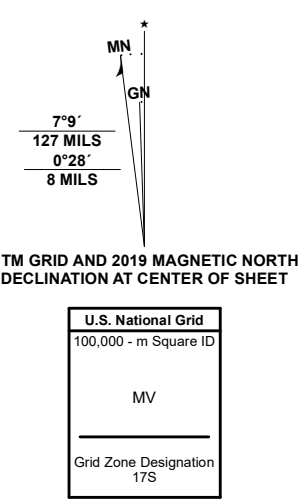 MN
GN
7°9´
127 MILS
0°28´
8 MILS
TM GRID AND 2019 MAGNETIC NORTH
DECLINATION AT CENTER OF SHEET
U.S. National Grid
100,000 - m Square ID
MV
Grid Zone Designation
17S